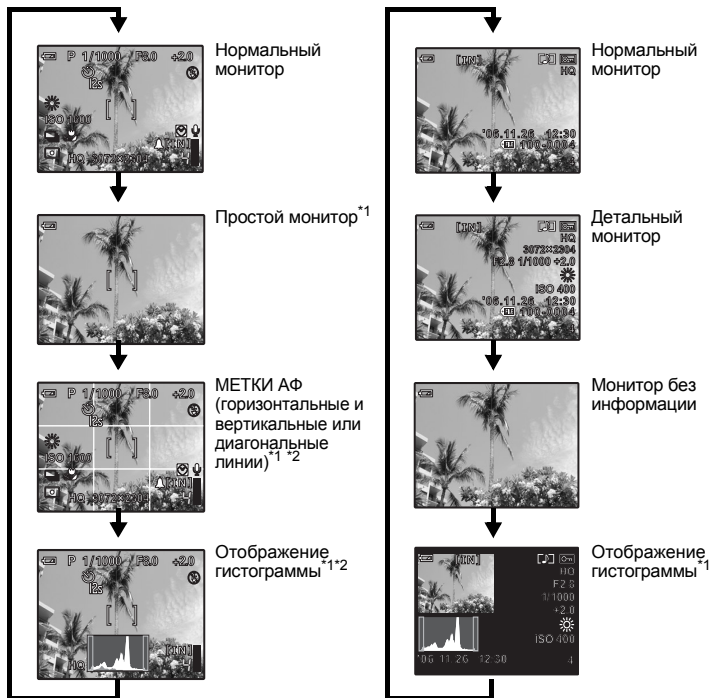 P 1/1000 F8.0 +2.0
12s
ISO 1600
[IN]
HQ 3072×2304 4
Нормальный
монитор
Простой монитор*1
P 1/1000 F8.0 +2.0
12s
ISO 1600
[IN]
HQ 3072×2304 4
МЕТКИ АФ
(горизонтальные и
вертикальные или
диагональные
линии)*1 *2
P 1/1000 F8.0 +2.0
12s
[IN]
HQ 4
Отображение
гистограммы*1*2
[IN]
HQ
'06.11.26 12:30
100-0004
4
Нормальный
монитор
[IN]
HQ
3072×2304
F2.8 1/1000 +2.0
ISO 400
'06.11.26 12:30
100-0004
4
Детальный
монитор
Монитор без
информации
[IN]
HQ
F2.8
1/1000
+2.0
ISO 400
'06.11.26 12:30 4
Отображение
гистограммы*1